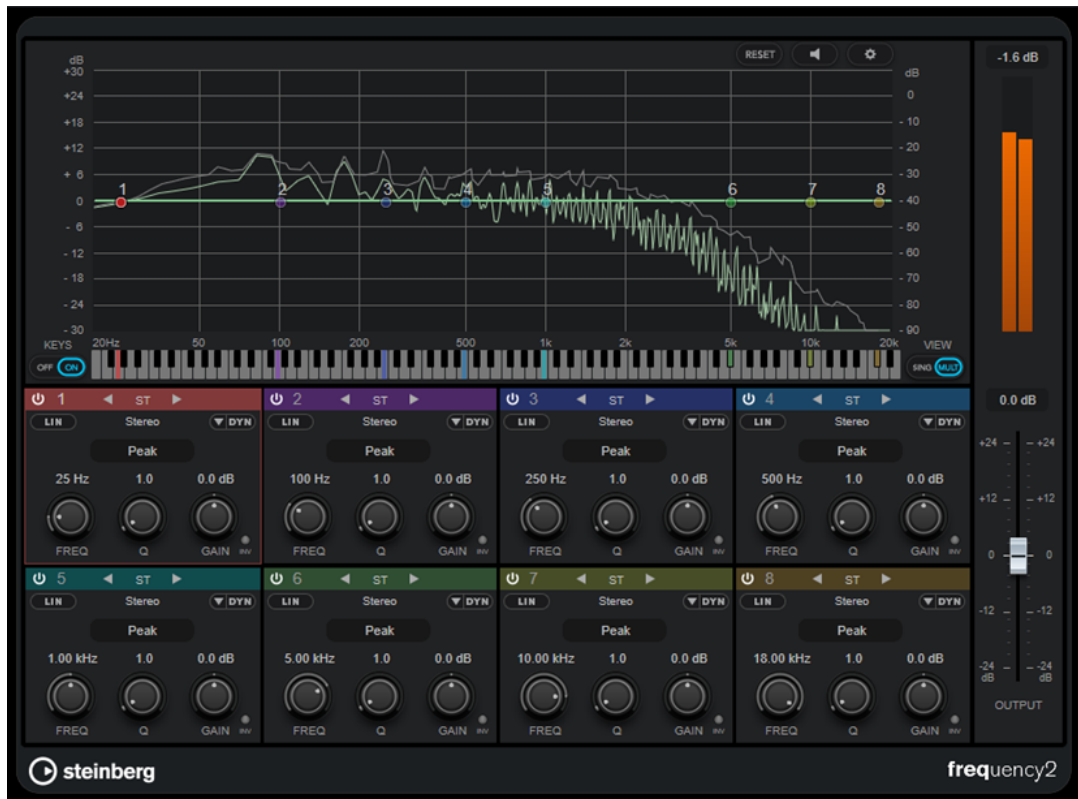 RESET
-1.6 dB
dB
+30
+24
+18
+12
+ 6
0
- 6
- 12
- 18
- 24
- 30
dB
0
- 10
- 20
- 30
- 40
- 50
- 60
- 70
- 80
- 90
1 2 3 4 5 6 7 8
20Hz 50 100 200 500 1k 2k 5k 10k 20k
KEYS
OFF ON
VIEW
SING MULT
1 ST
LIN Stereo DYN
Peak
25 Hz 1.0 0.0 dB
FREQ Q GAIN INV
2 ST
LIN Stereo DYN
Peak
100 Hz 1.0 0.0 dB
FREQ Q GAIN INV
3 ST
LIN Stereo DYN
Peak
250 Hz 1.0 0.0 dB
FREQ Q GAIN INV
4 ST
LIN Stereo DYN
Peak
500 Hz 1.0 0.0 dB
FREQ Q GAIN INV
5 ST
LIN Stereo DYN
Peak
1.00 kHz 1.0 0.0 dB
FREQ Q GAIN INV
6 ST
LIN Stereo DYN
Peak
5.00 kHz 1.0 0.0 dB
FREQ Q GAIN INV
7 ST
LIN Stereo DYN
Peak
10.00 kHz 1.0 0.0 dB
FREQ Q GAIN INV
8 ST
LIN Stereo DYN
Peak
18.00 kHz 1.0 0.0 dB
FREQ Q GAIN INV
0.0 dB
+24 +24
+12 +12
0 0
-12 -12
-24 -24
dB dB
OUTPUT
steinberg
frequency2